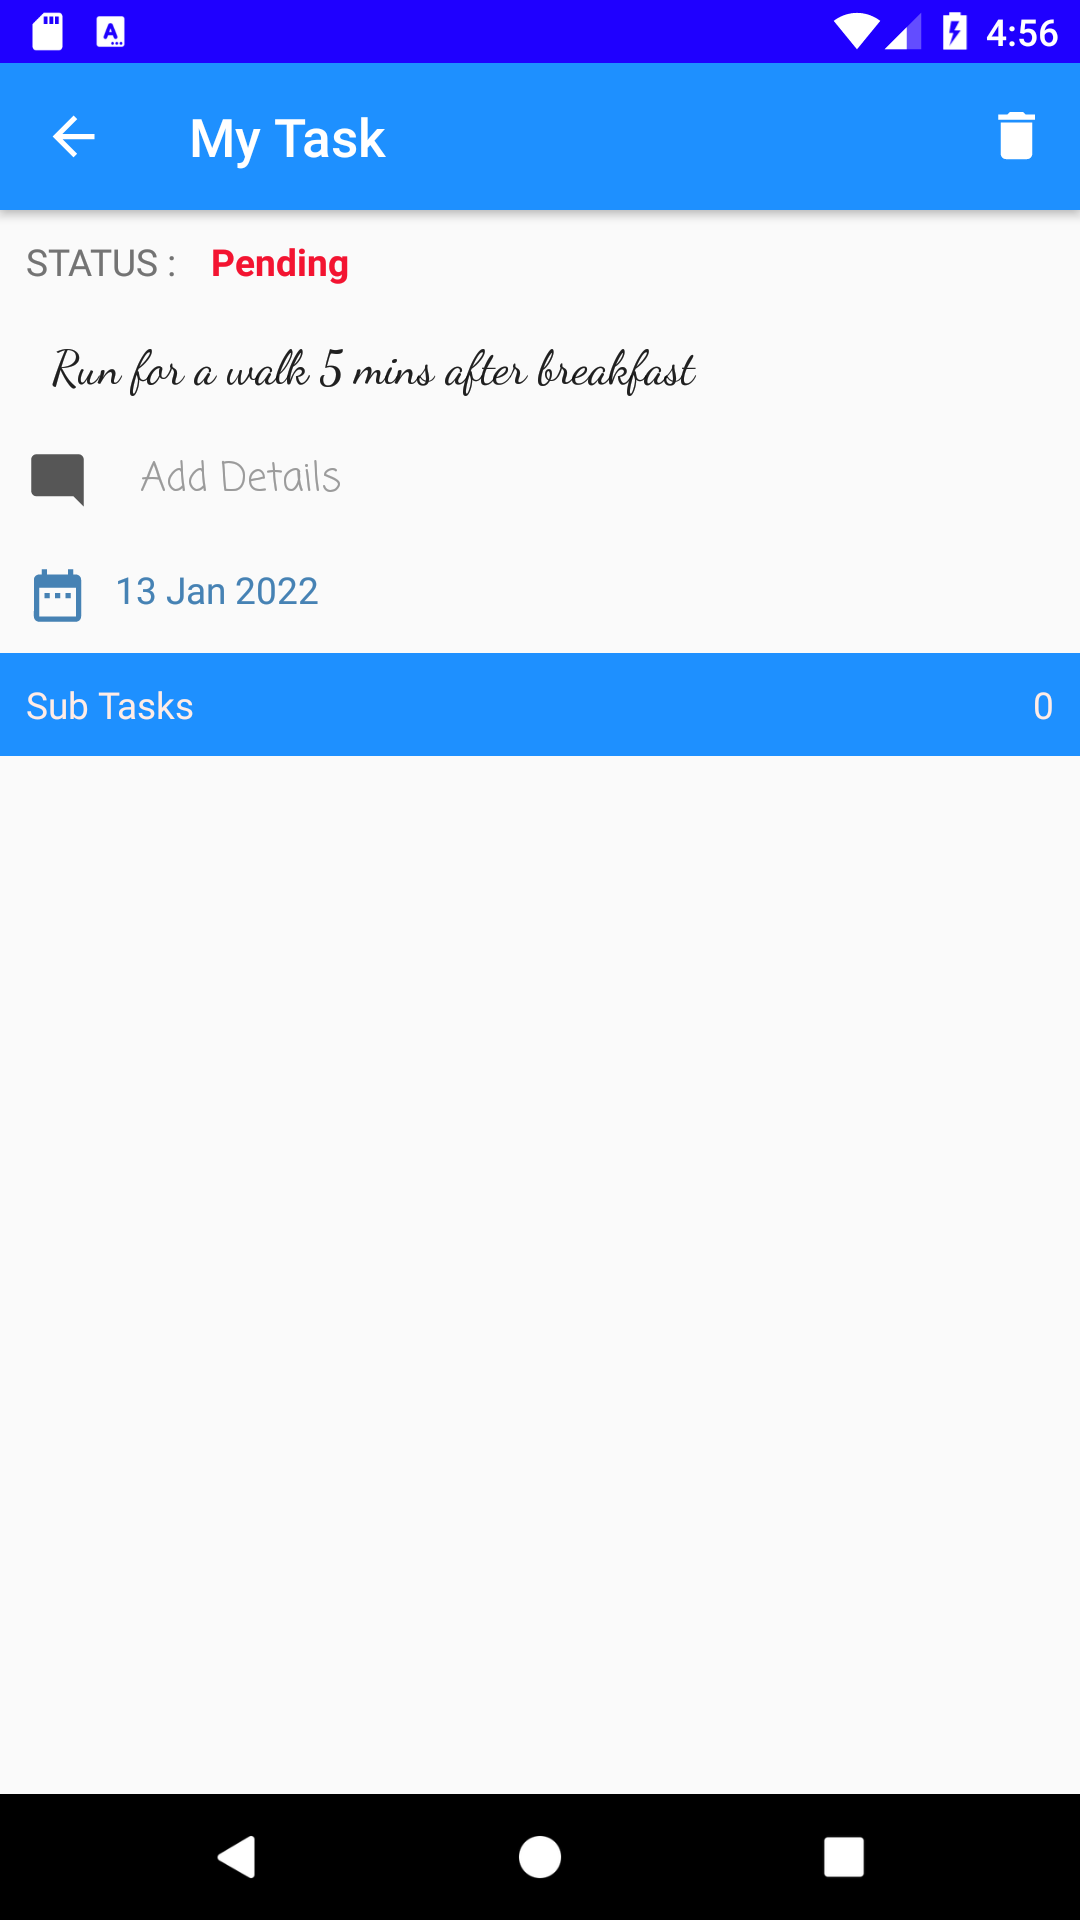 4:56
My Task
STATUS : Pending
Run for a walk 5 mins after breakfast
Add Details
13 Jan 2022
Sub Tasks 0